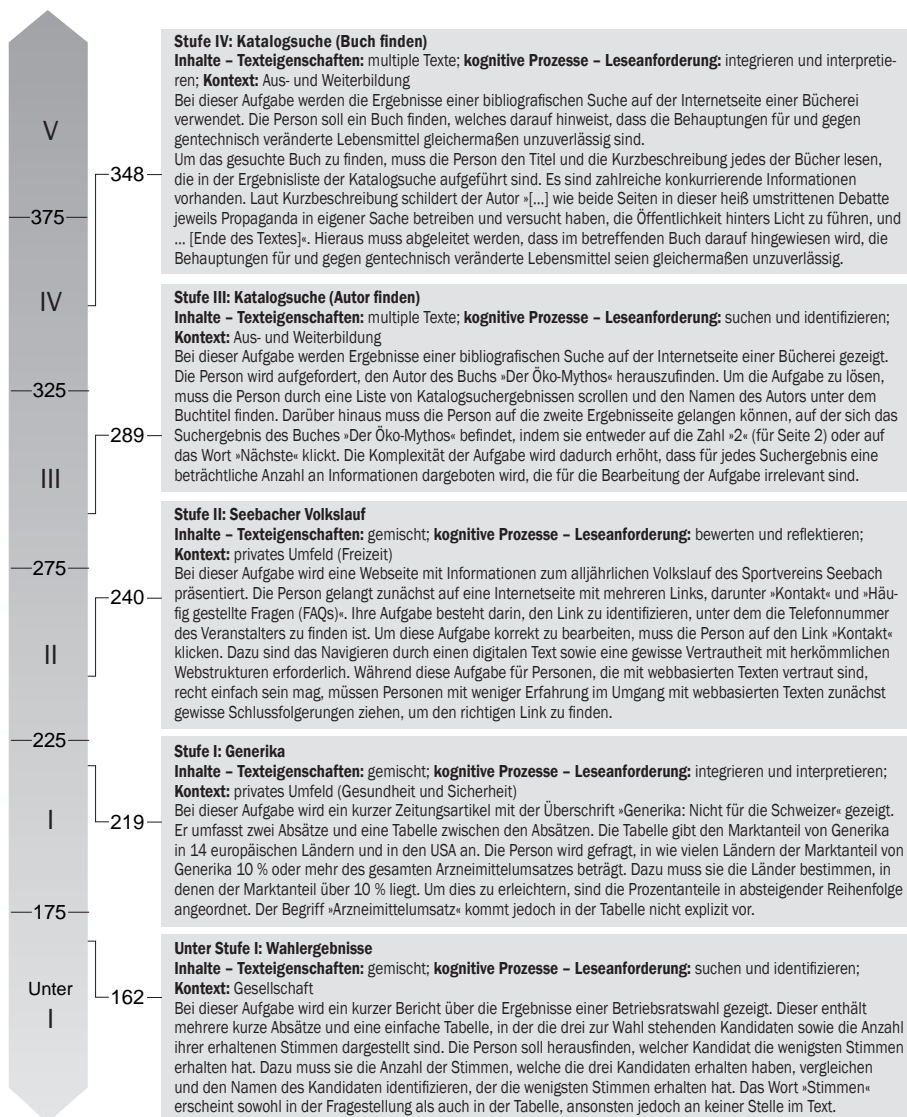 V
375
IV
325
III
275
II
225
I
175
Unter
I
348
289
240
219
162
Stufe IV: Katalogsuche (Buch finden)
Inhalte – Texteigenschaften: multiple Texte; kognitive Prozesse – Leseanforderung: integrieren und interpretie-
ren; Kontext: Aus- und Weiterbildung
Bei dieser Aufgabe werden die Ergebnisse einer bibliografischen Suche auf der Internetseite einer Bücherei
verwendet. Die Person soll ein Buch finden, welches darauf hinweist, dass die Behauptungen für und gegen
gentechnisch veränderte Lebensmittel gleichermaßen unzuverlässig sind.
Um das gesuchte Buch zu finden, muss die Person den Titel und die Kurzbeschreibung jedes der Bücher lesen,
die in der Ergebnisliste der Katalogsuche aufgeführt sind. Es sind zahlreiche konkurrierende Informationen
vorhanden. Laut Kurzbeschreibung schildert der Autor »[…] wie beide Seiten in dieser heiß umstrittenen Debatte
jeweils Propaganda in eigener Sache betreiben und versucht haben, die Öffentlichkeit hinters Licht zu führen, und
… [Ende des Textes]«. Hieraus muss abgeleitet werden, dass im betreffenden Buch darauf hingewiesen wird, die
Behauptungen für und gegen gentechnisch veränderte Lebensmittel seien gleichermaßen unzuverlässig.
Stufe III: Katalogsuche (Autor finden)
Inhalte – Texteigenschaften: multiple Texte; kognitive Prozesse – Leseanforderung: suchen und identifizieren;
Kontext: Aus- und Weiterbildung
Bei dieser Aufgabe werden Ergebnisse einer bibliografischen Suche auf der Internetseite einer Bücherei gezeigt.
Die Person wird aufgefordert, den Autor des Buchs »Der Öko-Mythos« herauszufinden. Um die Aufgabe zu lösen,
muss die Person durch eine Liste von Katalogsuchergebnissen scrollen und den Namen des Autors unter dem
Buchtitel finden. Darüber hinaus muss die Person auf die zweite Ergebnisseite gelangen können, auf der sich das
Suchergebnis des Buches »Der Öko-Mythos« befindet, indem sie entweder auf die Zahl »2« (für Seite 2) oder auf
das Wort »Nächste« klickt. Die Komplexität der Aufgabe wird dadurch erhöht, dass für jedes Suchergebnis eine
beträchtliche Anzahl an Informationen dargeboten wird, die für die Bearbeitung der Aufgabe irrelevant sind.
Stufe II: Seebacher Volkslauf
Inhalte – Texteigenschaften: gemischt; kognitive Prozesse – Leseanforderung: bewerten und reflektieren;
Kontext: privates Umfeld (Freizeit)
Bei dieser Aufgabe wird eine Webseite mit Informationen zum alljährlichen Volkslauf des Sportvereins Seebach
präsentiert. Die Person gelangt zunächst auf eine Internetseite mit mehreren Links, darunter »Kontakt« und »Häu-
fig gestellte Fragen (FAQs)«. Ihre Aufgabe besteht darin, den Link zu identifizieren, unter dem die Telefonnummer
des Veranstalters zu finden ist. Um diese Aufgabe korrekt zu bearbeiten, muss die Person auf den Link »Kontakt«
klicken. Dazu sind das Navigieren durch einen digitalen Text sowie eine gewisse Vertrautheit mit herkömmlichen
Webstrukturen erforderlich. Während diese Aufgabe für Personen, die mit webbasierten Texten vertraut sind,
recht einfach sein mag, müssen Personen mit weniger Erfahrung im Umgang mit webbasierten Texten zunächst
gewisse Schlussfolgerungen ziehen, um den richtigen Link zu finden.
Stufe I: Generika
Inhalte – Texteigenschaften: gemischt; kognitive Prozesse – Leseanforderung: integrieren und interpretieren;
Kontext: privates Umfeld (Gesundheit und Sicherheit)
Bei dieser Aufgabe wird ein kurzer Zeitungsartikel mit der Überschrift »Generika: Nicht für die Schweizer« gezeigt.
Er umfasst zwei Absätze und eine Tabelle zwischen den Absätzen. Die Tabelle gibt den Marktanteil von Generika
in 14 europäischen Ländern und in den USA an. Die Person wird gefragt, in wie vielen Ländern der Marktanteil von
Generika 10 % oder mehr des gesamten Arzneimittelumsatzes beträgt. Dazu muss sie die Länder bestimmen, in
denen der Marktanteil über 10 % liegt. Um dies zu erleichtern, sind die Prozentanteile in absteigender Reihenfolge
angeordnet. Der Begriff »Arzneimittelumsatz« kommt jedoch in der Tabelle nicht explizit vor.
Unter Stufe I: Wahlergebnisse
Inhalte – Texteigenschaften: gemischt; kognitive Prozesse – Leseanforderung: suchen und identifizieren;
Kontext: Gesellschaft
Bei dieser Aufgabe wird ein kurzer Bericht über die Ergebnisse einer Betriebsratswahl gezeigt. Dieser enthält
mehrere kurze Absätze und eine einfache Tabelle, in der die drei zur Wahl stehenden Kandidaten sowie die Anzahl
ihrer erhaltenen Stimmen dargestellt sind. Die Person soll herausfinden, welcher Kandidat die wenigsten Stimmen
erhalten hat. Dazu muss sie die Anzahl der Stimmen, welche die drei Kandidaten erhalten haben, vergleichen
und den Namen des Kandidaten identifizieren, der die wenigsten Stimmen erhalten hat. Das Wort »Stimmen«
erscheint sowohl in der Fragestellung als auch in der Tabelle, ansonsten jedoch an keiner Stelle im Text.